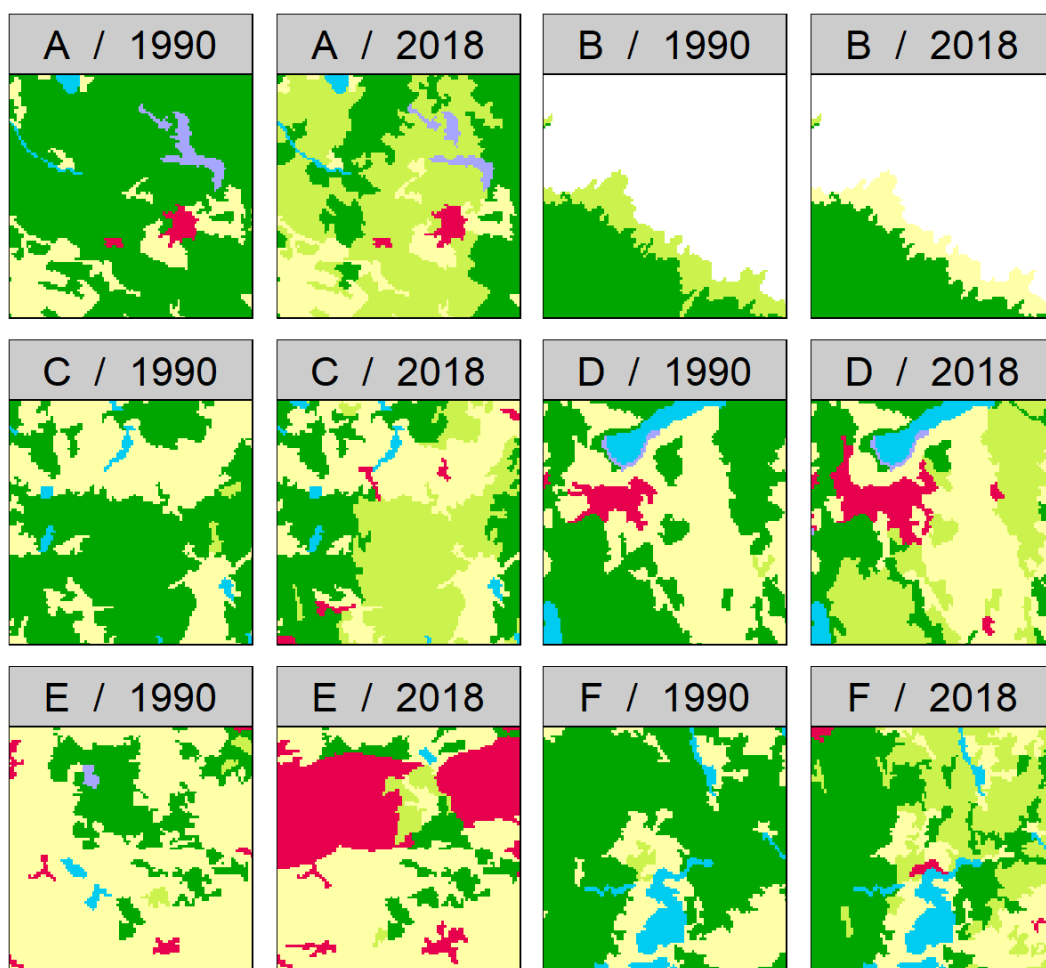 A / 1990
A / 2018
B / 1990
B / 2018
C / 1990
C / 2018
D / 1990
D / 2018
E / 1990
E / 2018
F / 1990
F / 2018